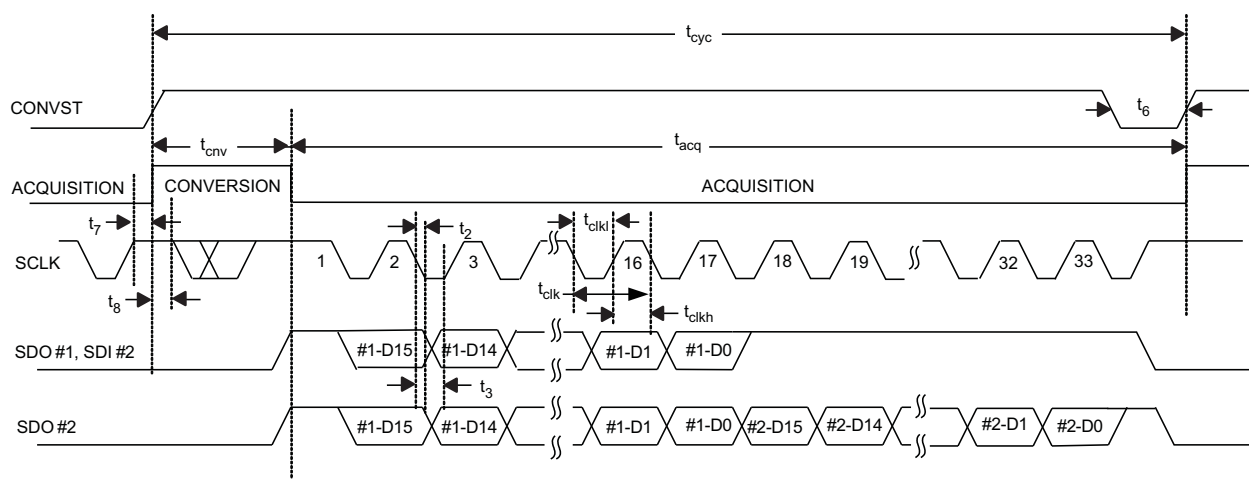 tcyc
CONVST
t6
tcnv
tacq
ACQUISITION
CONVERSION
ACQUISITION
t7
t2
tclkl
SCLK
1
2
3
16
17
18
19
32
33
t8
tclk
tclkh
SDO #1, SDI #2
#1-D15
#1-D14
#1-D1
#1-D0
t3
SDO #2
#1-D15
#1-D14
#1-D1
#1-D0
#2-D15
#2-D14
#2-D1
#2-D0